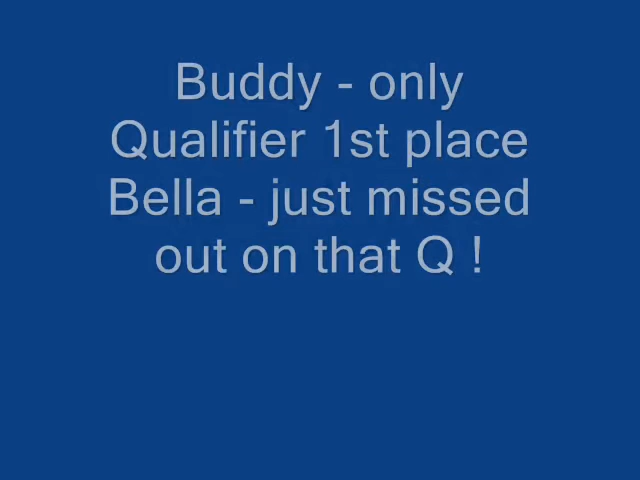 Buddy - only
Qualifier 1st place
Bella - just missed
out on that Q !